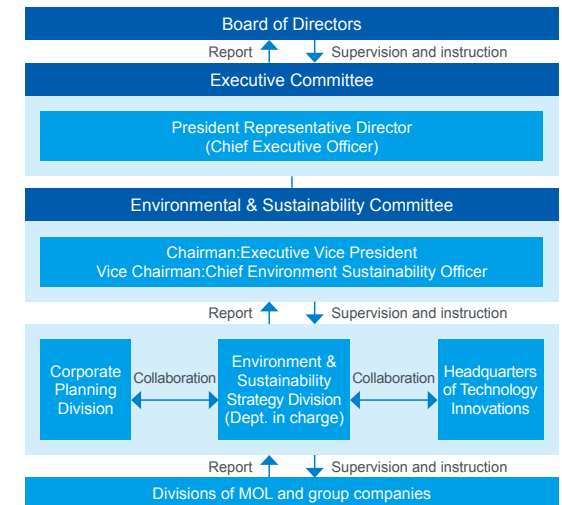 Board of Directors
Report
Supervision and instruction
Executive Committee
President Representative Director
(Chief Executive Officer)
Environmental & Sustainability Committee
Chairman:Executive Vice President
Vice Chairman:Chief Environment Sustainability Officer
Report
Supervision and instruction
Corporate
Planning
Division
Collaboration
Environment &
Sustainability
Strategy Division
(Dept. in charge)
Collaboration
Headquarters
of Technology
Innovations
Report
Supervision and instruction
Divisions of MOL and group companies